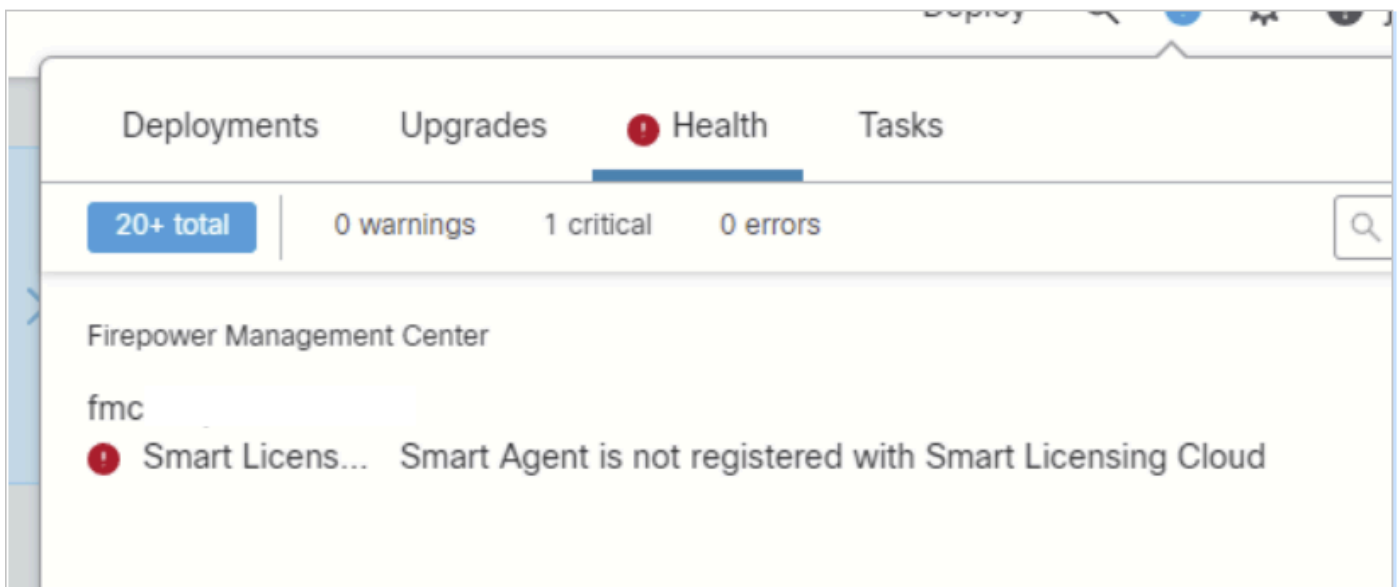 Deploy
Deployments Upgrades Health Tasks
20+ total 0 warnings 1 critical 0 errors
Firepower Management Center
fmc
Smart Licens... Smart Agent is not registered with Smart Licensing Cloud